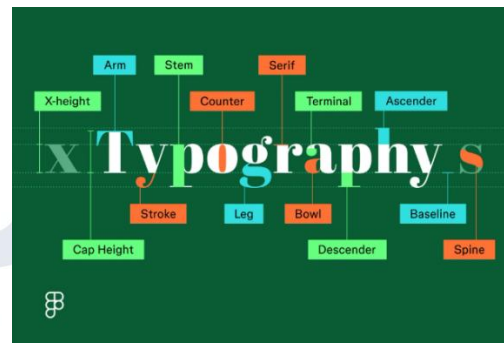 Arm Stem Serif
X-height Counter Terminal Ascender
x Typography s
Stroke Leg Bowl Baseline
Cap Height Descender Spine